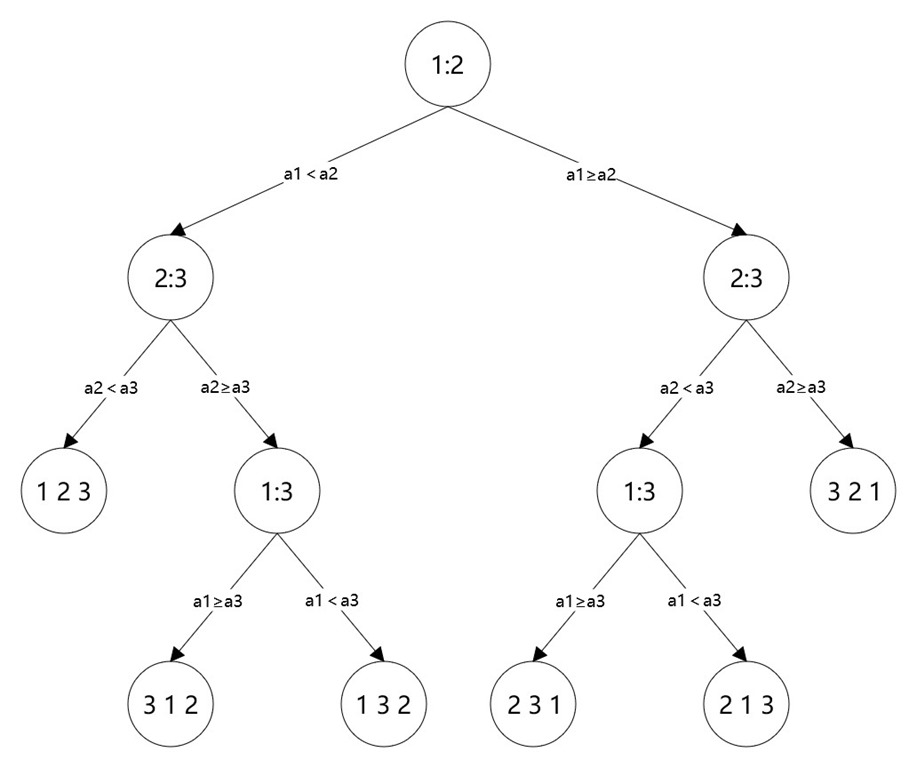 1:2
a1 < a2
a1≥a2
2:3
2:3
a2 < a3
a2≥a3
a2 < a3
a2≥a3
1 2 3
1:3
1:3
3 2 1
a1≥a3
a1 < a3
a1≥a3
a1 < a3
3 1 2
1 3 2
2 3 1
2 1 3